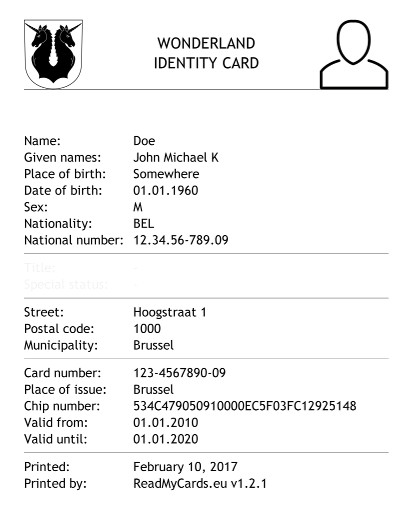 WONDERLAND
IDENTITY CARD
Name: Doe
Given names: John Michael K
Place of birth: Somewhere
Date of birth: 01.01.1960
Sex: M
Nationality: BEL
National number: 12.34.56-789.09
Title: -
Special status: -
Street: Hoogstraat 1
Postal code: 1000
Municipality: Brussel
Card number: 123-4567890-09
Place of issue: Brussel
Chip number: 534C479050910000EC5F03FC12925148
Valid from: 01.01.2010
Valid until: 01.01.2020
Printed: February 10, 2017
Printed by: ReadMyCards.eu v1.2.1